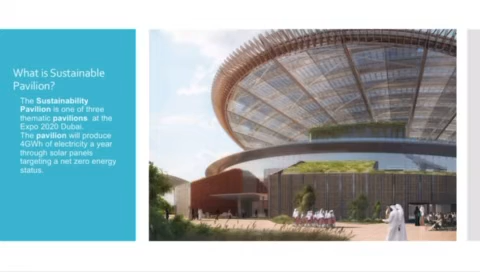 What is Sustainable
Pavilion?
The Sustainability
Pavilion is one of three
thematic pavilions at the
Expo 2020 Dubai.
The pavilion will produce
4GWh of electricity a year
through solar panels
targeting a net zero energy
status.